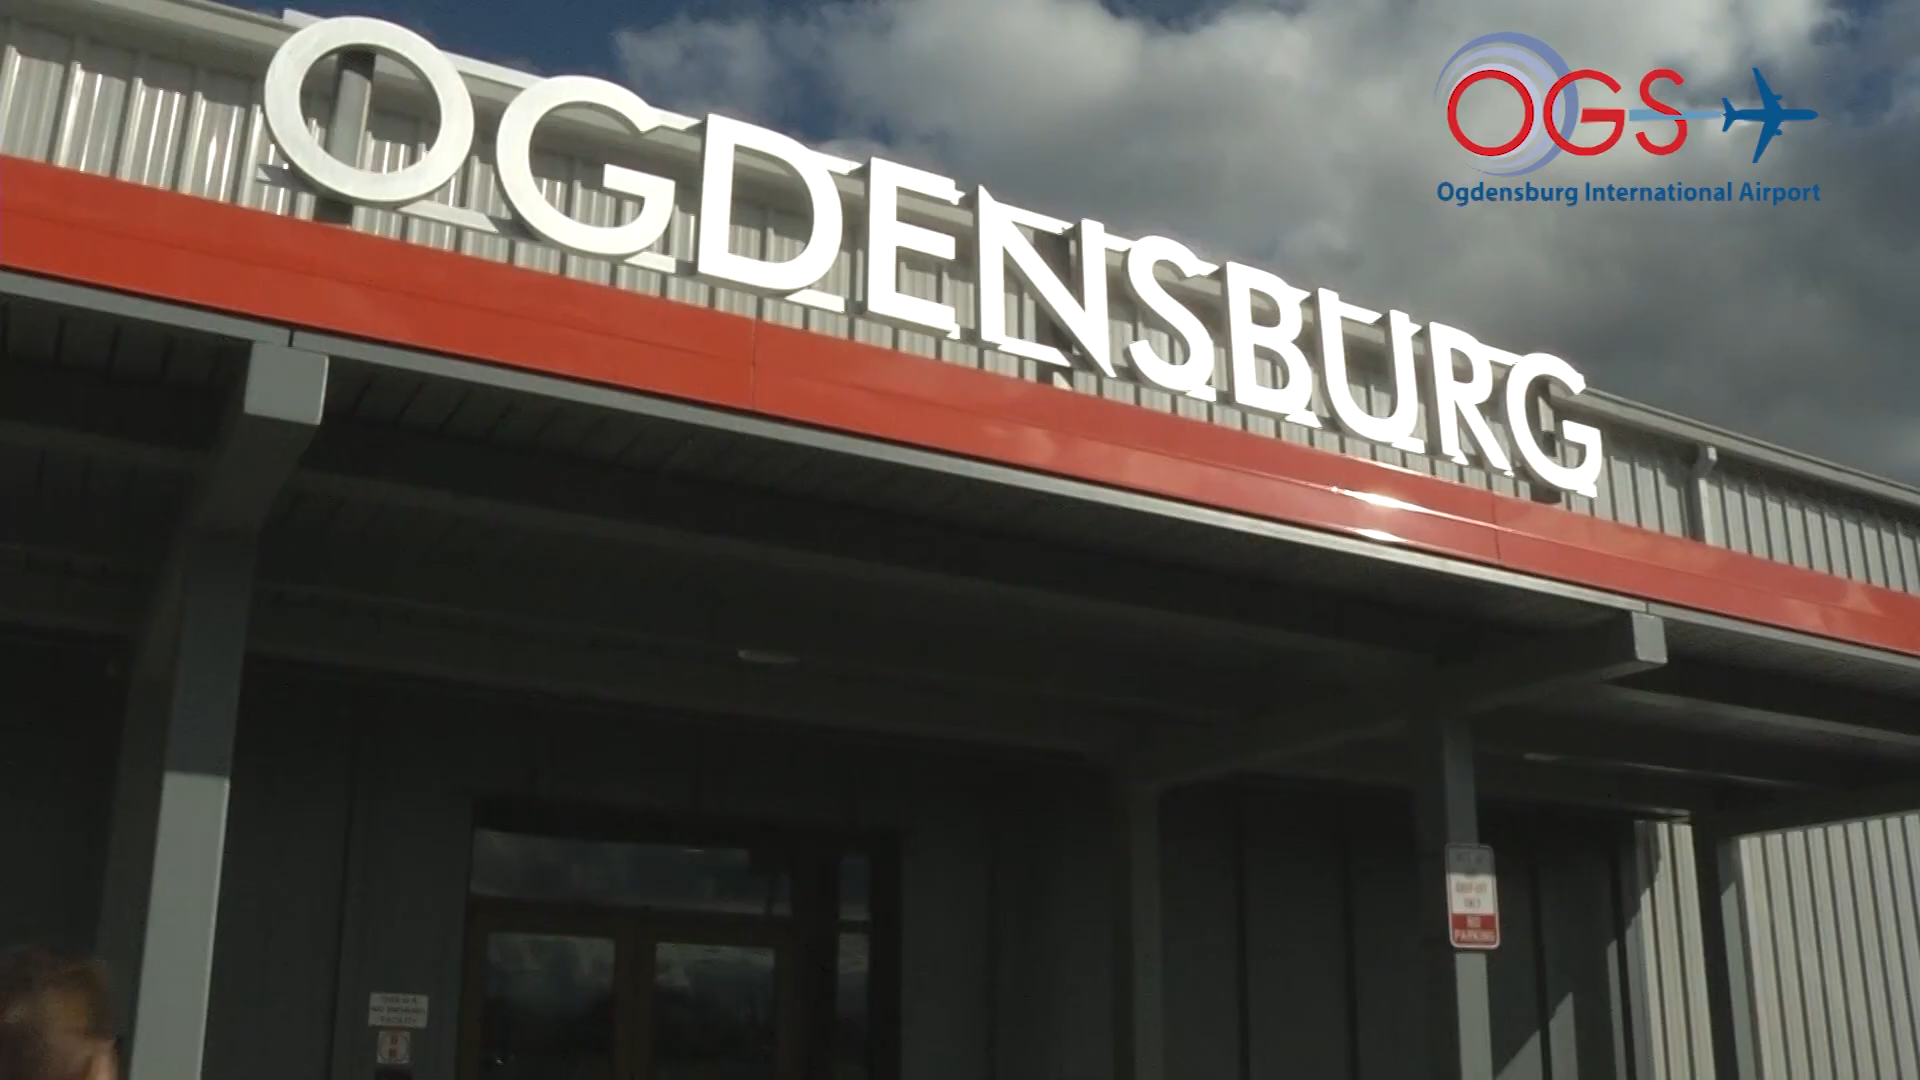 OGDENSBURG
OGS
Ogdensburg International Airport
NO
PARKING